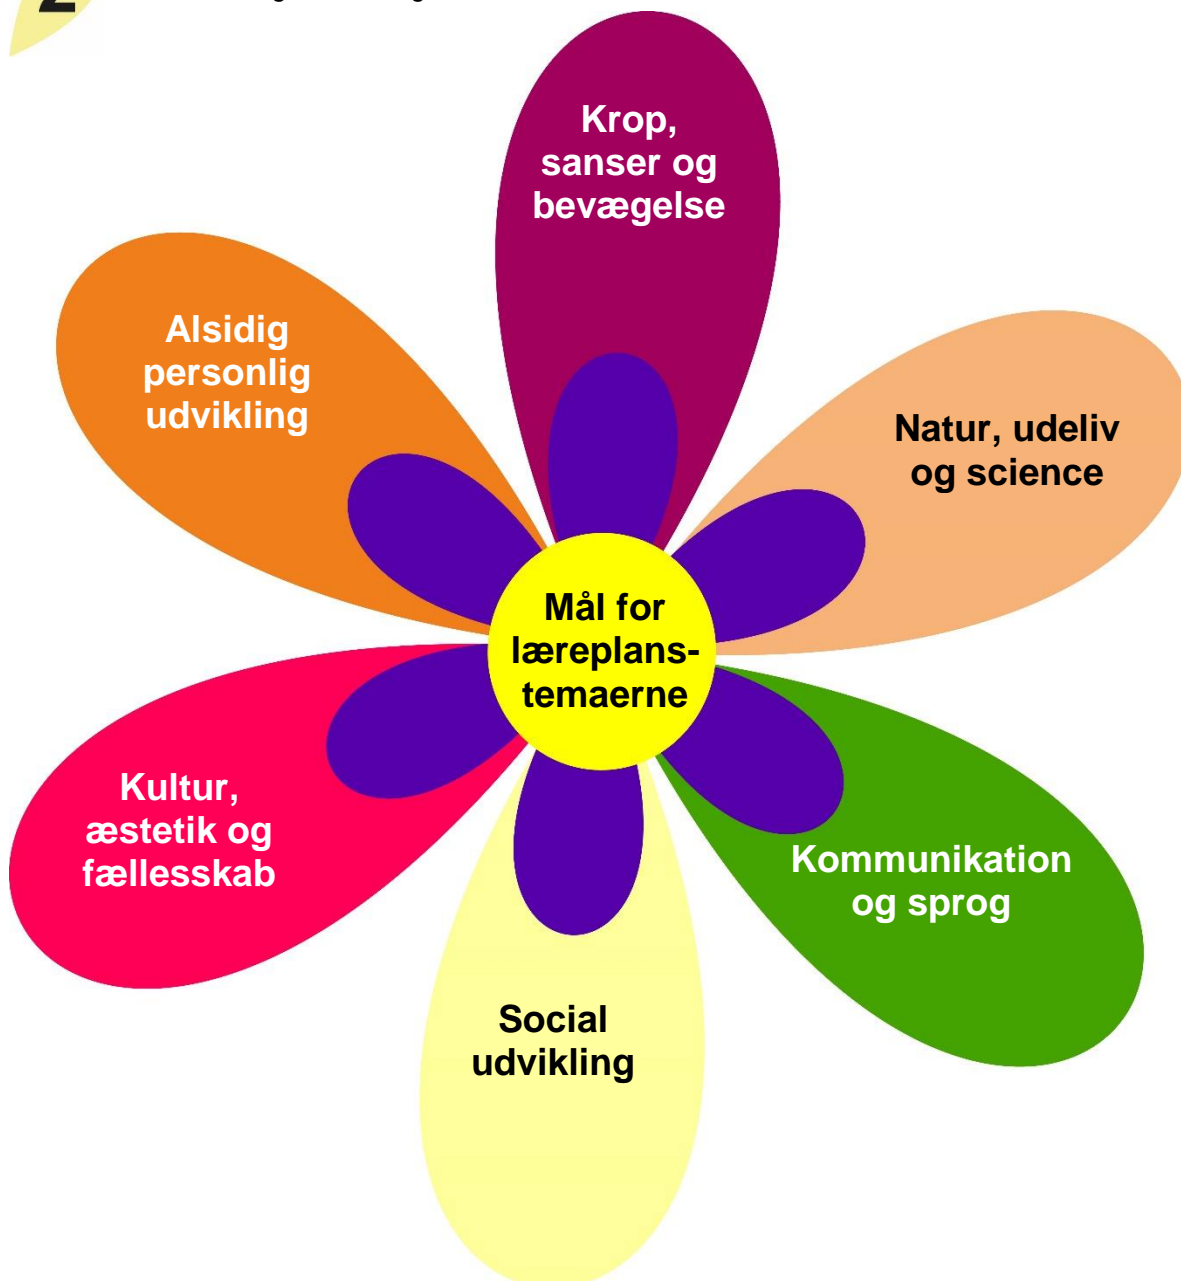 Krop,
sanser og
bevægelse
Alsidig
personlig
udvikling
Natur, udeliv
og science
Mål for
læreplans-
temaerne
Kultur,
æstetik og
fællesskab
Kommunikation
og sprog
Social
udvikling